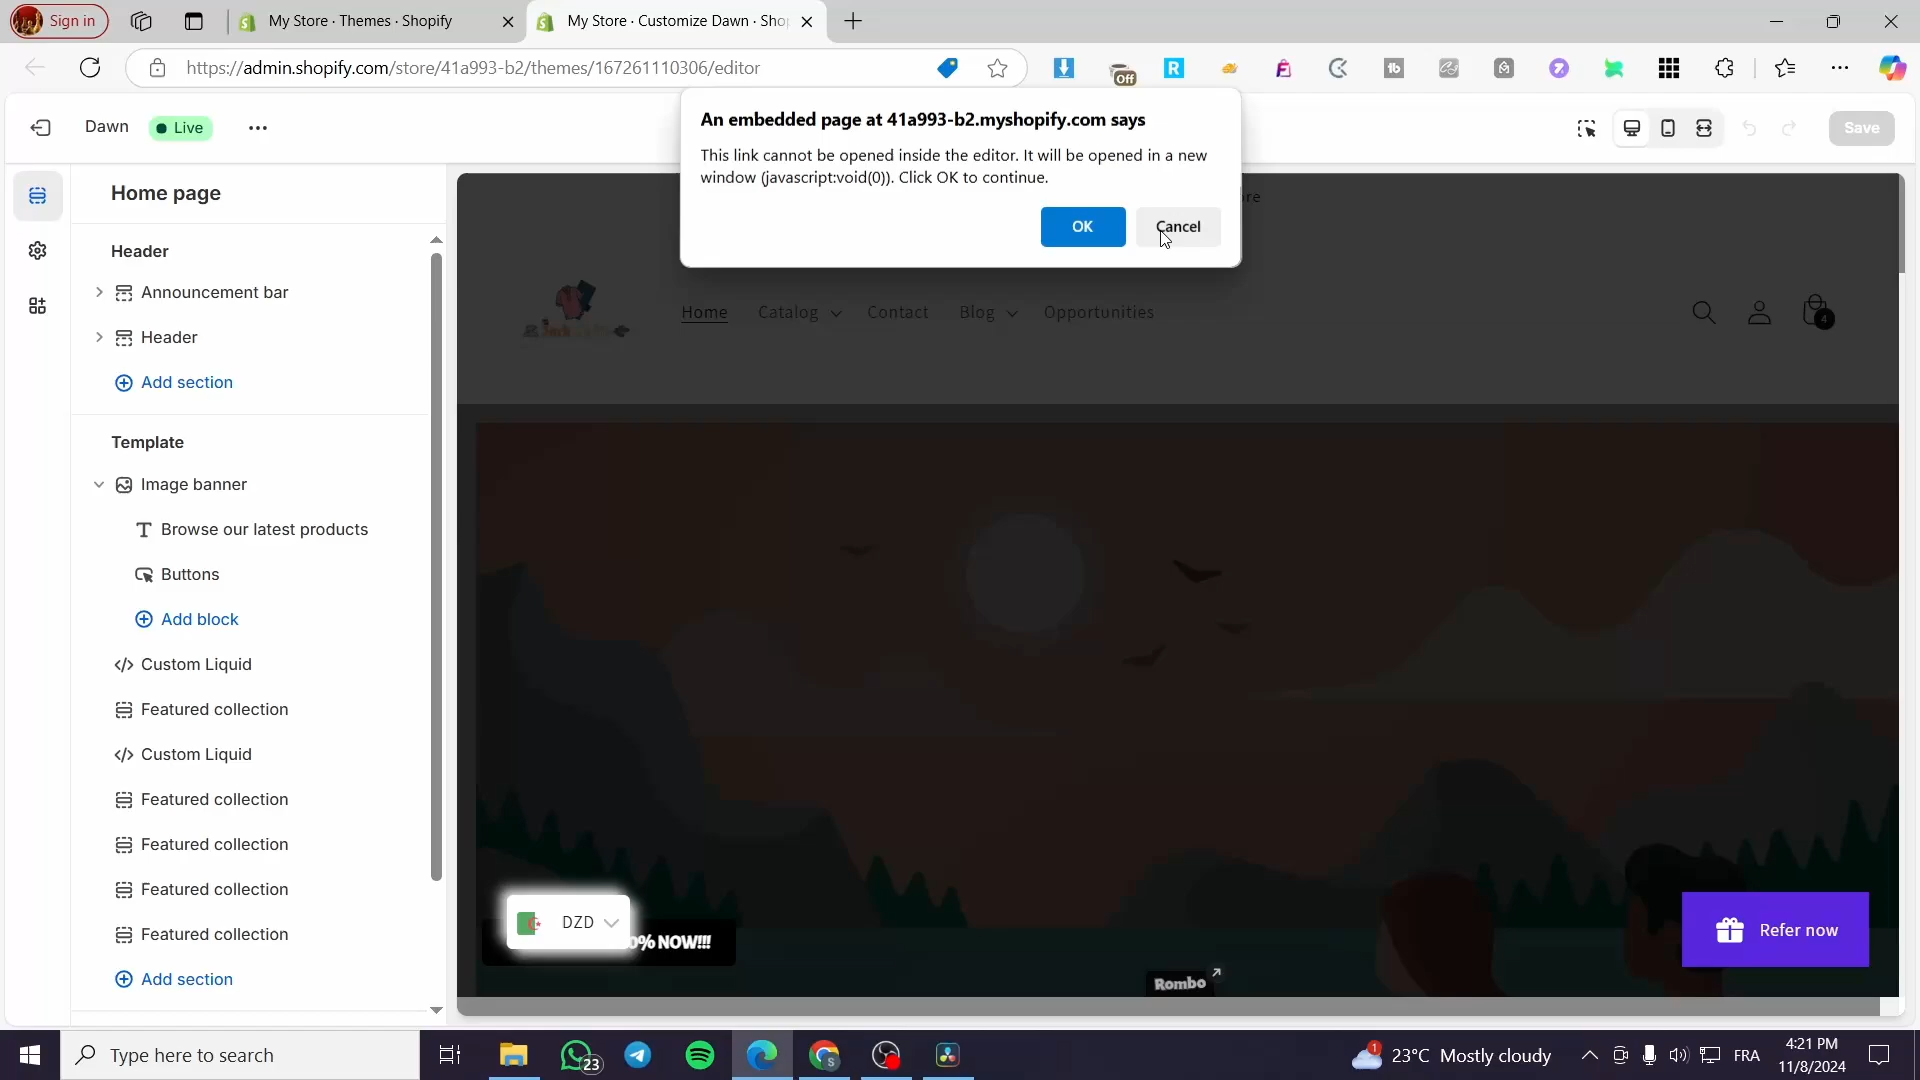 Sign in
My Store · Themes · Shopify
My Store · Customize Dawn · Sho
https://admin.shopify.com/store/41a993-b2/themes/167261110306/editor
Off
Dawn
Live
Save
An embedded page at 41a993-b2.myshopify.com says
This link cannot be opened inside the editor. It will be opened in a new
window (javascript:void(0)). Click OK to continue.
OK
Cancel
Home page
Header
Announcement bar
Header
Add section
Template
Image banner
Browse our latest products
Buttons
Add block
Custom Liquid
Featured collection
Custom Liquid
Featured collection
Featured collection
Featured collection
Featured collection
Add section
Home
Catalog
Contact
Blog
Opportunities
4
DZD
0% NOW!!!
Rombo
Refer now
Type here to search
23
1
23°C Mostly cloudy
FRA
4:21 PM
11/8/2024